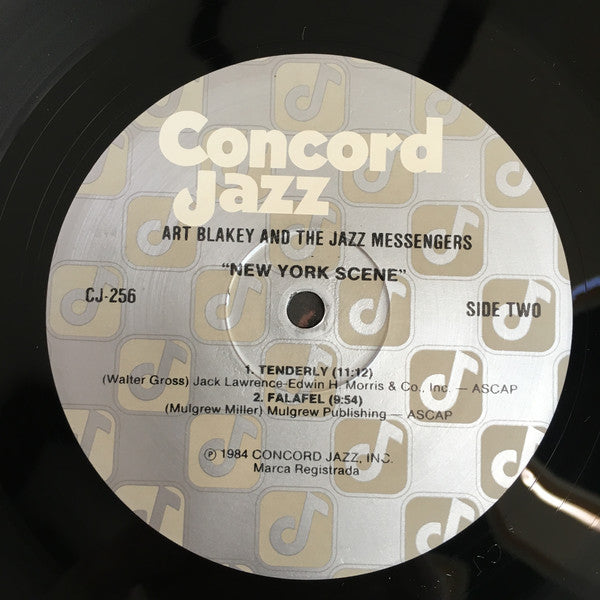 Concord
Jazz
ART BLAKEY AND THE JAZZ MESSENGERS
"NEW YORK SCENE"
CJ-256
SIDE TWO
1. TENDERLY (11:12)
(Walter Gross) Jack Lawrence-Edwin H. Morris & Co., Inc. — ASCAP
2. FALAFEL (9:54)
(Mulgrew Miller) Mulgrew Publishing — ASCAP
℗ 1984 CONCORD JAZZ, INC.
Marca Registrada